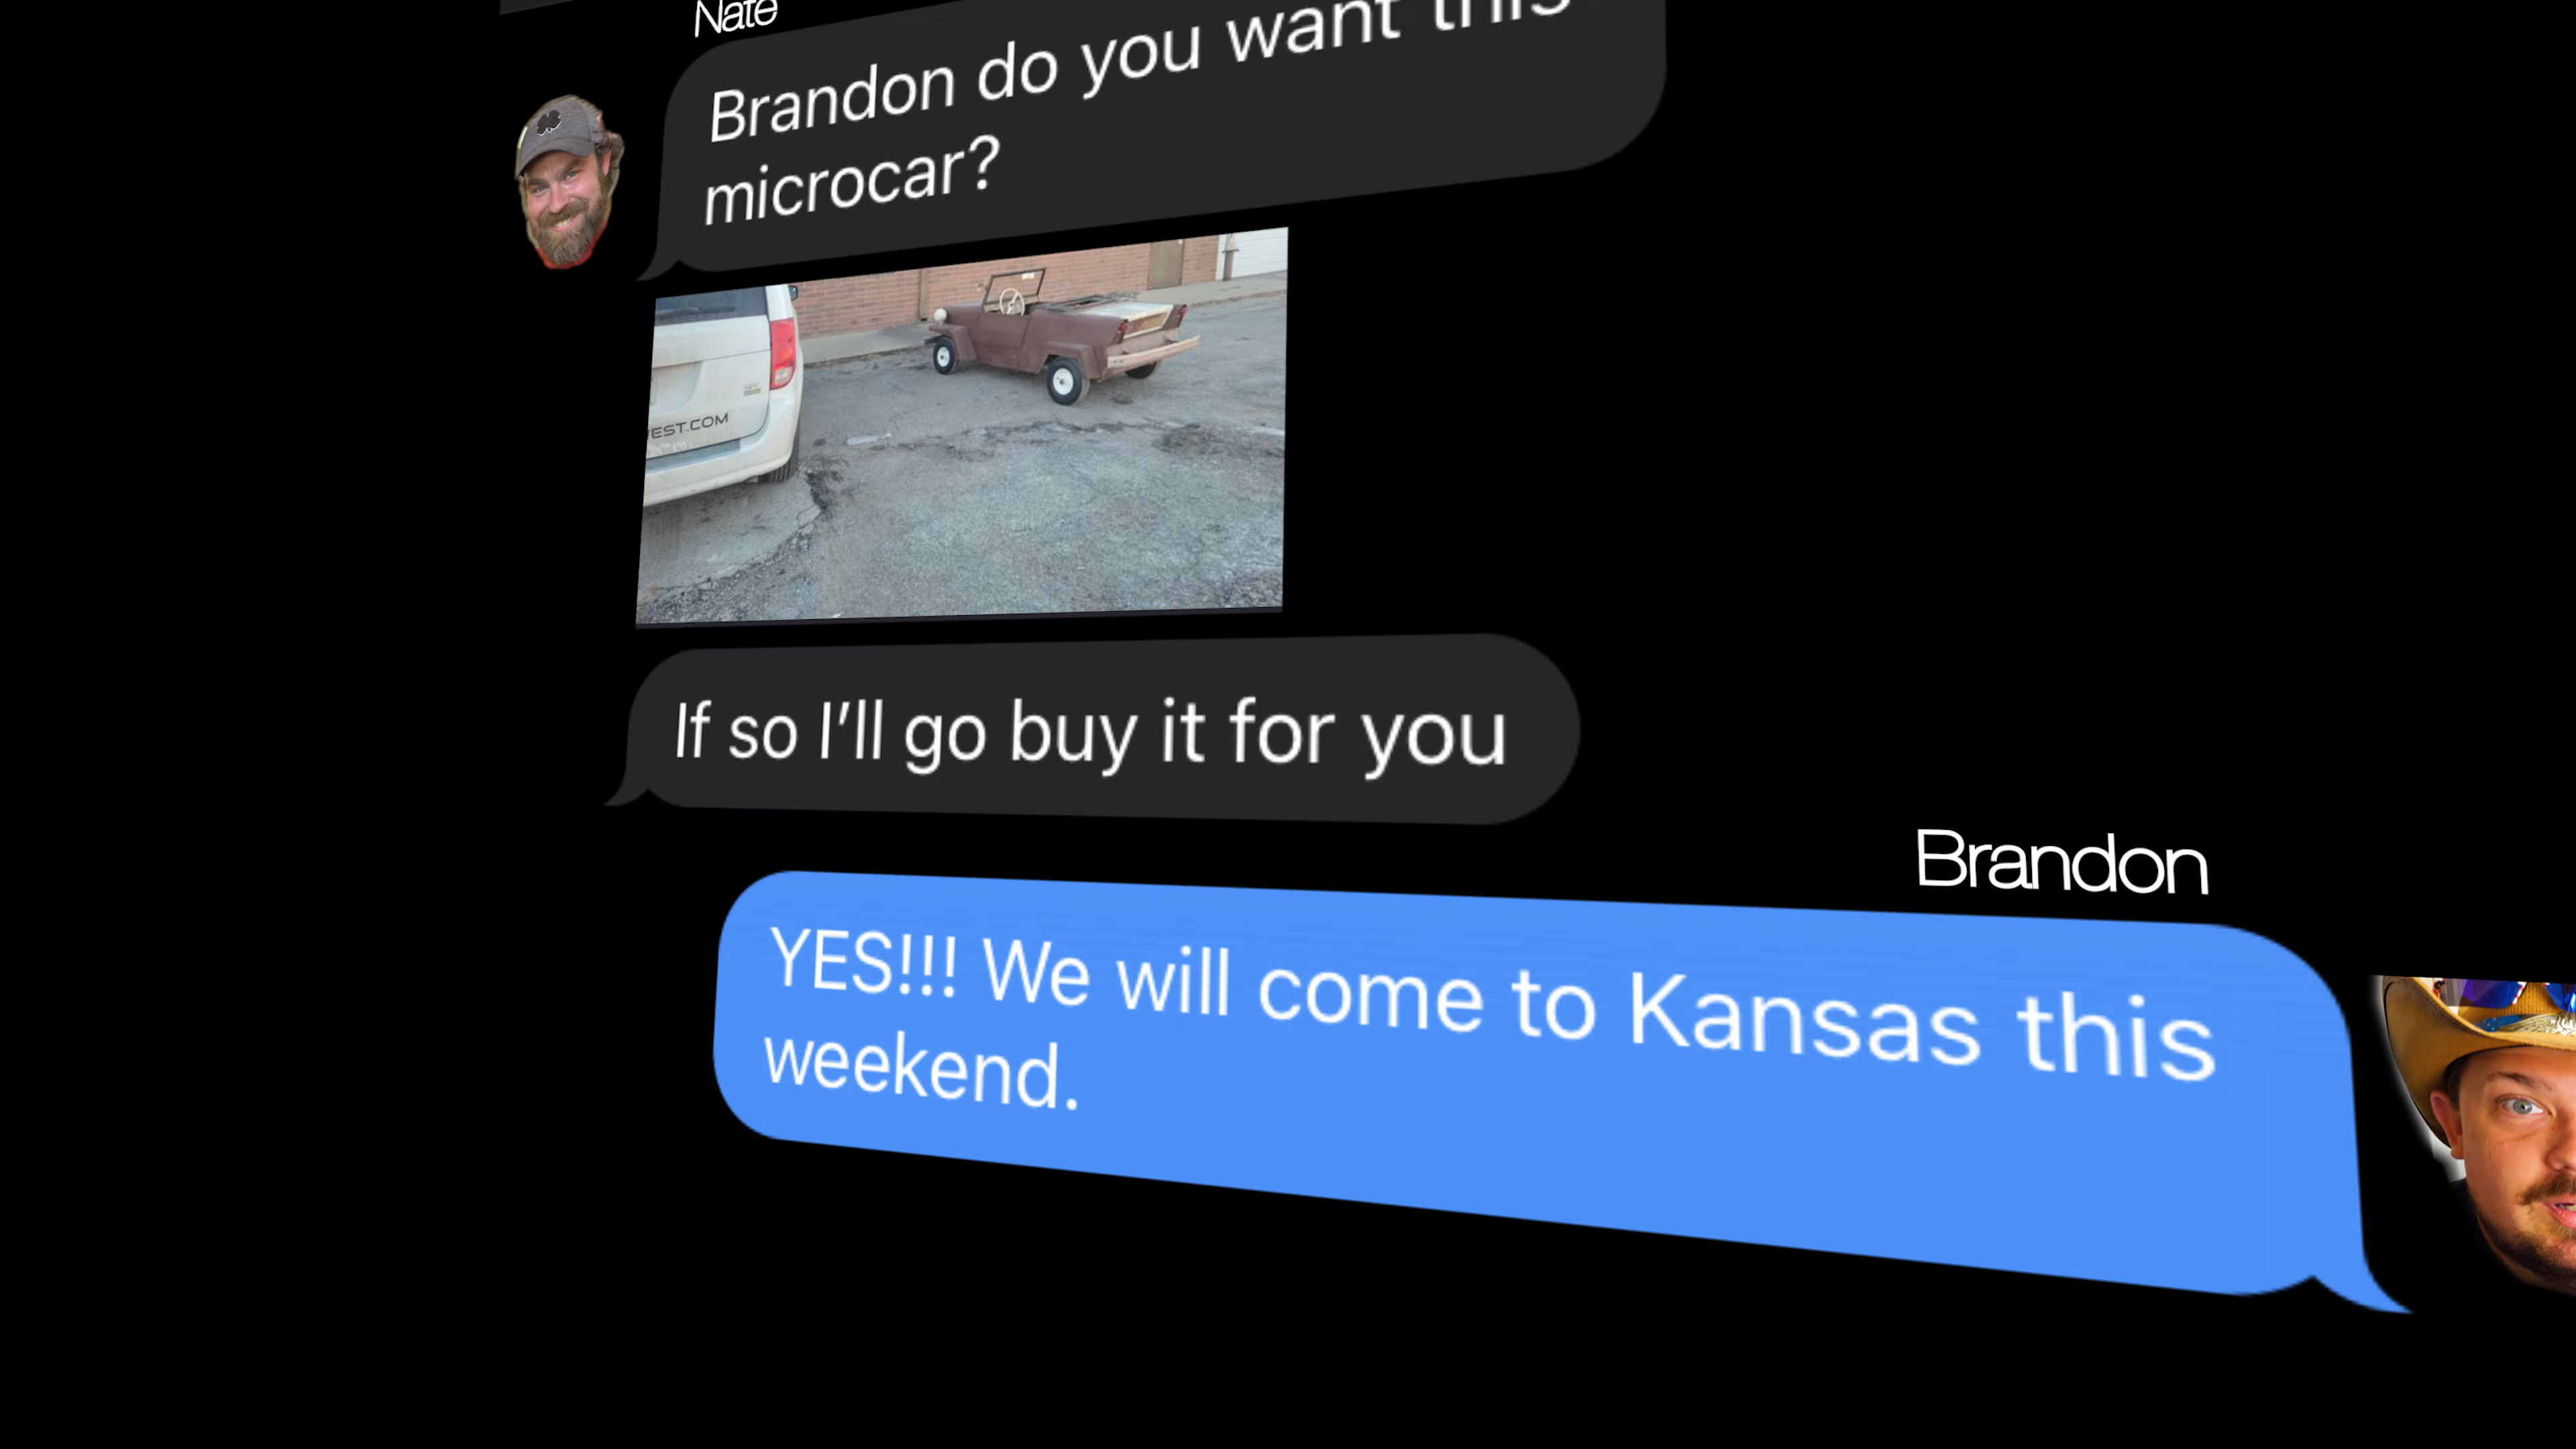 Nate
Brandon do you want this
microcar?
EST.COM
If so I'll go buy it for you
Brandon
YES!!! We will come to Kansas this
weekend.